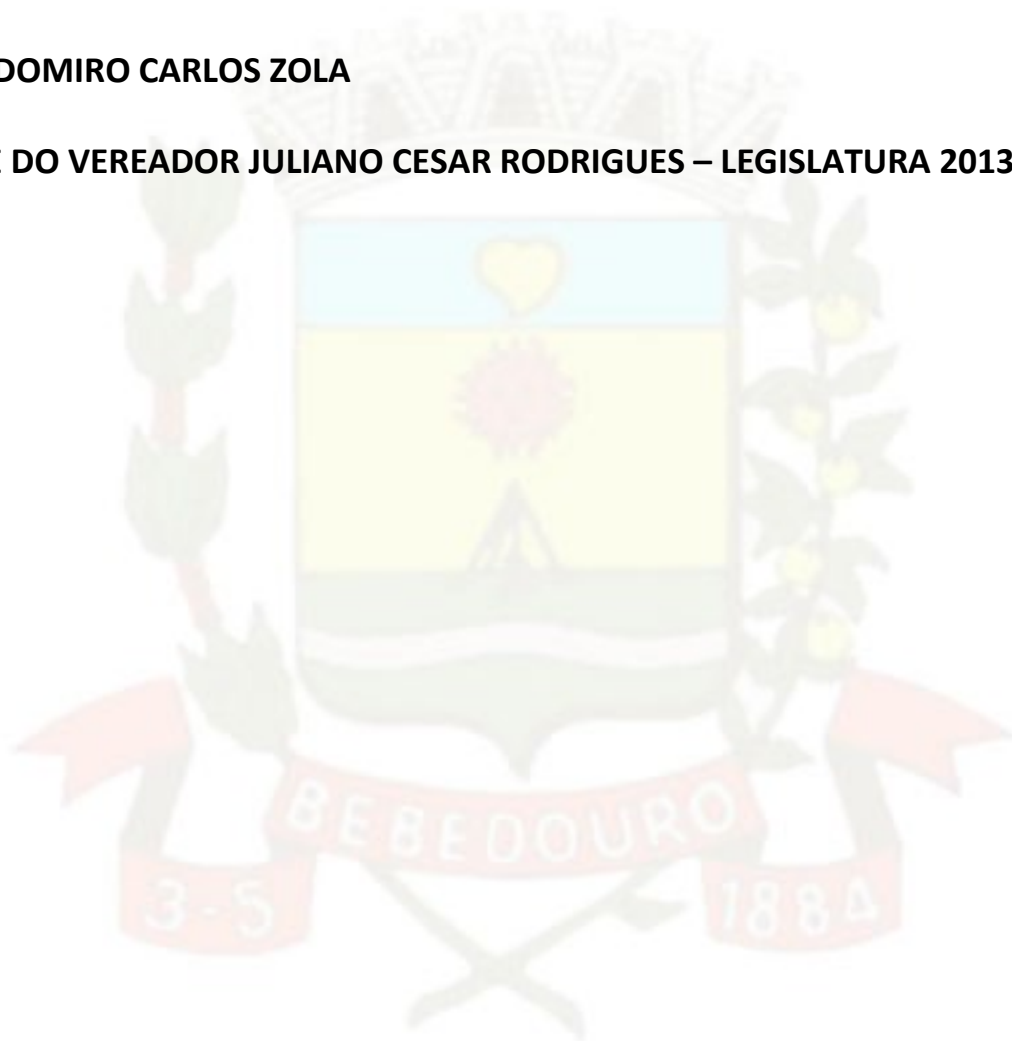 DOMIRO CARLOS ZOLA
E DO VEREADOR JULIANO CESAR RODRIGUES – LEGISLATURA 2013
BEBEDOURO
3-5 1884